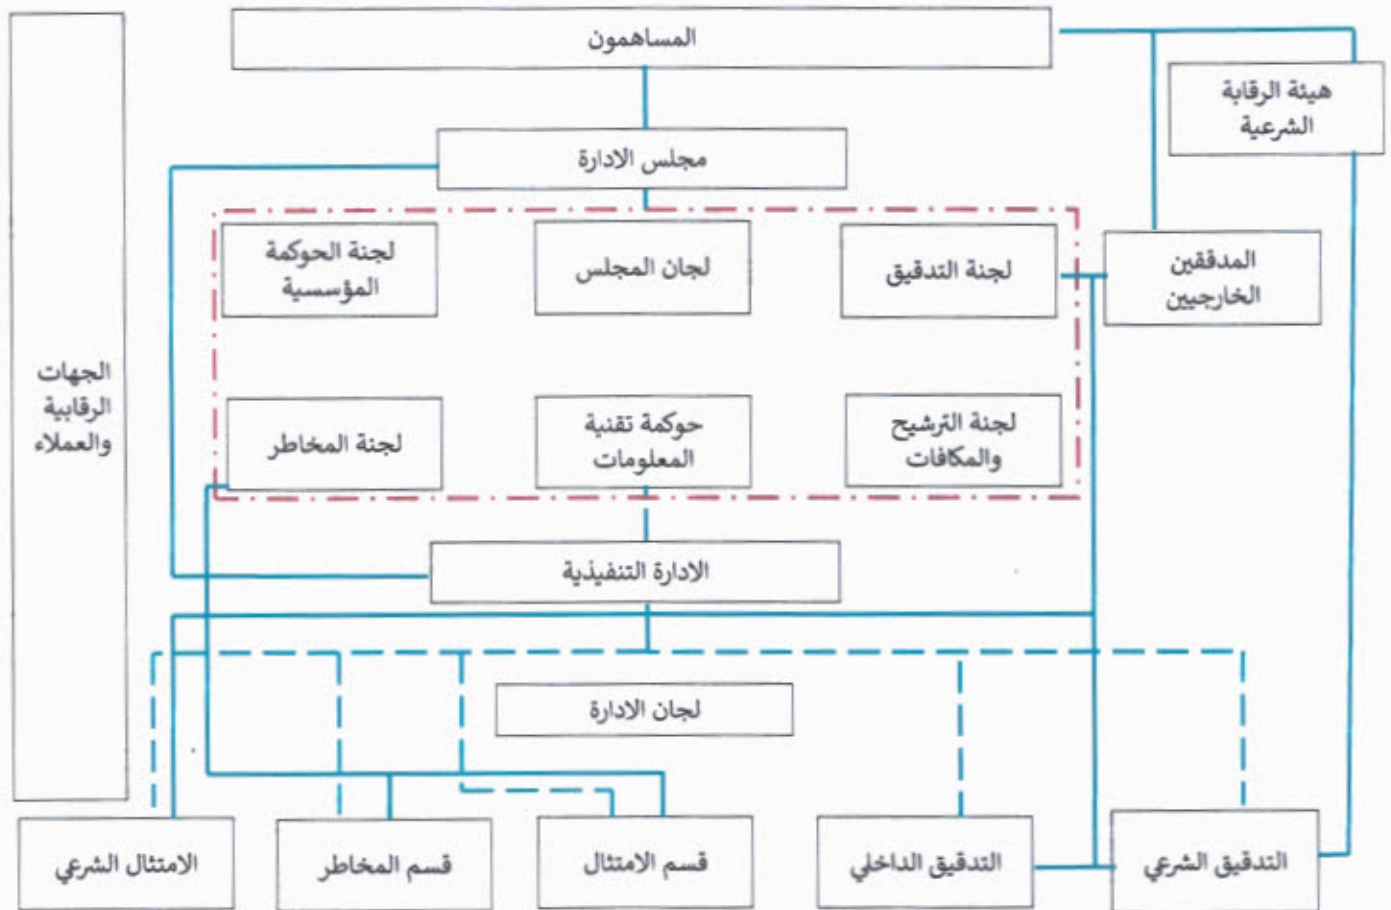 المساهمون
هيئة الرقابة
الشرعية
مجلس الادارة
المدققين
الخارجيين
لجنة التدقيق
لجان المجلس
لجنة الحوكمة
المؤسسية
لجنة الترشيح
والمكافات
حوكمة تقنية
المعلومات
لجنة المخاطر
الجهات
الرقابية
والعملاء
الادارة التنفيذية
لجان الادارة
التدقيق الشرعي
التدقيق الداخلي
قسم الامتثال
قسم المخاطر
الامتثال الشرعي